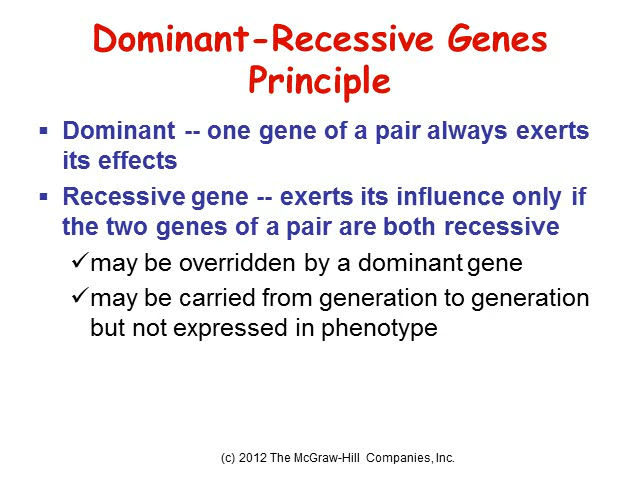 Dominant-Recessive Genes
Principle
▪ Dominant -- one gene of a pair always exerts
its effects
▪ Recessive gene -- exerts its influence only if
the two genes of a pair are both recessive
✓may be overridden by a dominant gene
✓may be carried from generation to generation
but not expressed in phenotype
(c) 2012 The McGraw-Hill Companies, Inc.